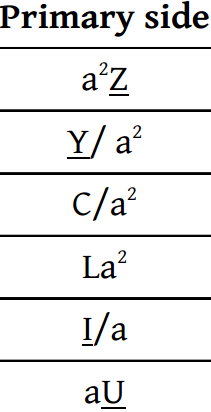 Primary side
a²Z
Y/ a²
C/a²
La²
I/a
aU